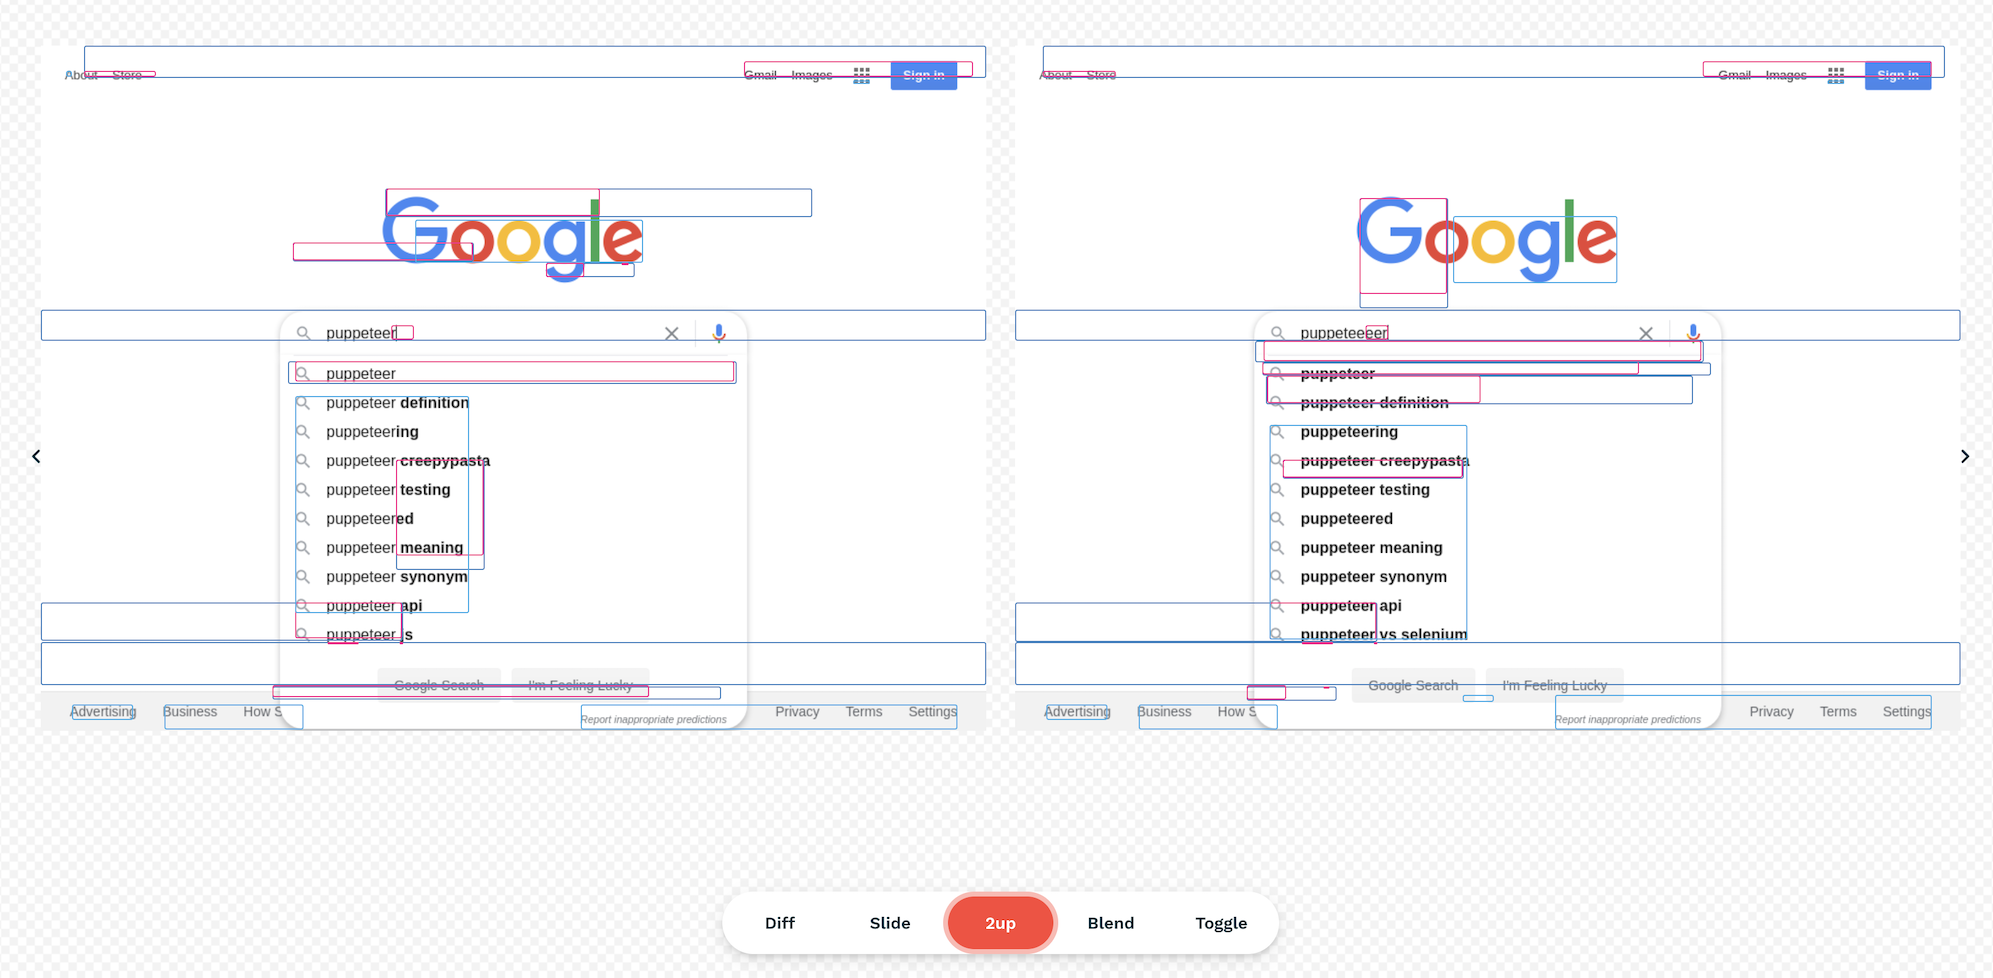 About Store Gmail Images Sign in
Google
puppeteer
puppeteer
puppeteer definition
puppeteering
puppeteer creepypasta
puppeteer testing
puppeteered
puppeteer meaning
puppeteer synonym
puppeteer api
puppeteer js
Google Search I'm Feeling Lucky
Advertising Business How S Privacy Terms Settings
Report inappropriate predictions
About Store Gmail Images Sign in
Google
puppeteeeer
puppeteer
puppeteer definition
puppeteering
puppeteer creepypasta
puppeteer testing
puppeteered
puppeteer meaning
puppeteer synonym
puppeteer api
puppeteer vs selenium
Google Search I'm Feeling Lucky
Advertising Business How S Privacy Terms Settings
Report inappropriate predictions
Diff Slide 2up Blend Toggle